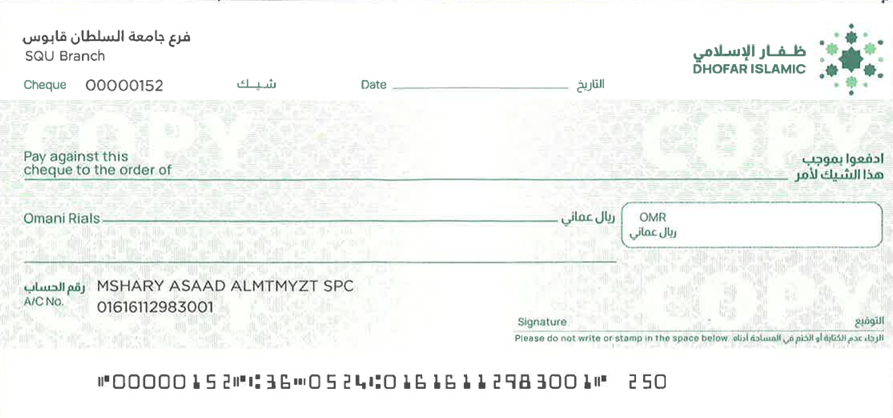 فرع جامعة السلطان قابوس
SQU Branch
ظفار الإسلامي
DHOFAR ISLAMIC
Cheque 00000152 شيك
Date التاريخ
COPY COPY
Pay against this
cheque to the order of
ادفعوا بموجب
هذا الشيك لأمر
Omani Rials ريال عماني
OMR
ريال عماني
رقم الحساب MSHARY ASAAD ALMTMYZT SPC
A/C No. 01616112983001
COPY
Signature التوقيع
Please do not write or stamp in the space below. الرجاء عدم الكتابة أو الختم في المساحة أدناه
⑈00000152⑈⑆36⑉0524⑆01616112983001⑈ 250